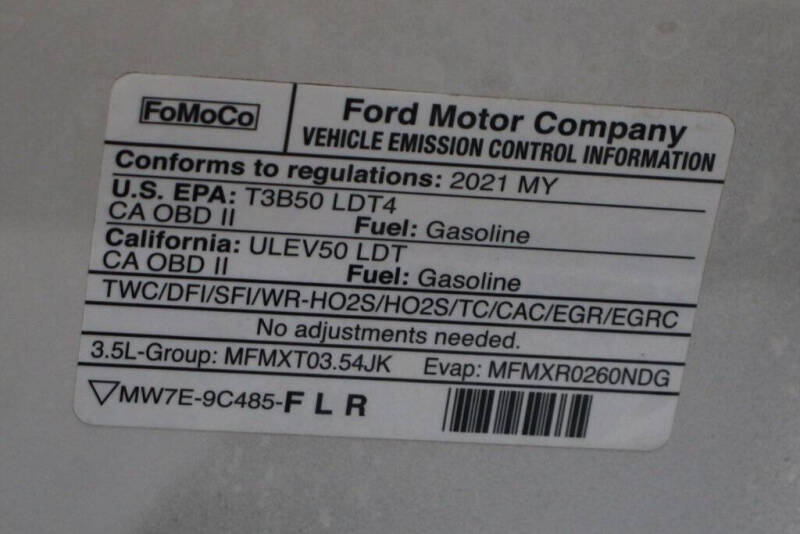 FoMoCo
Ford Motor Company
VEHICLE EMISSION CONTROL INFORMATION
Conforms to regulations: 2021 MY
U.S. EPA: T3B50 LDT4
CA OBD II Fuel: Gasoline
California: ULEV50 LDT
CA OBD II Fuel: Gasoline
TWC/DFI/SFI/WR-HO2S/HO2S/TC/CAC/EGR/EGRC
No adjustments needed.
3.5L-Group: MFMXT03.54JK Evap: MFMXR0260NDG
▽MW7E-9C485-FLR